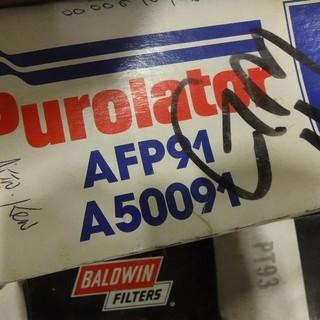 Purolator
AFP91
A50091
BALDWIN
FILTERS
PT93